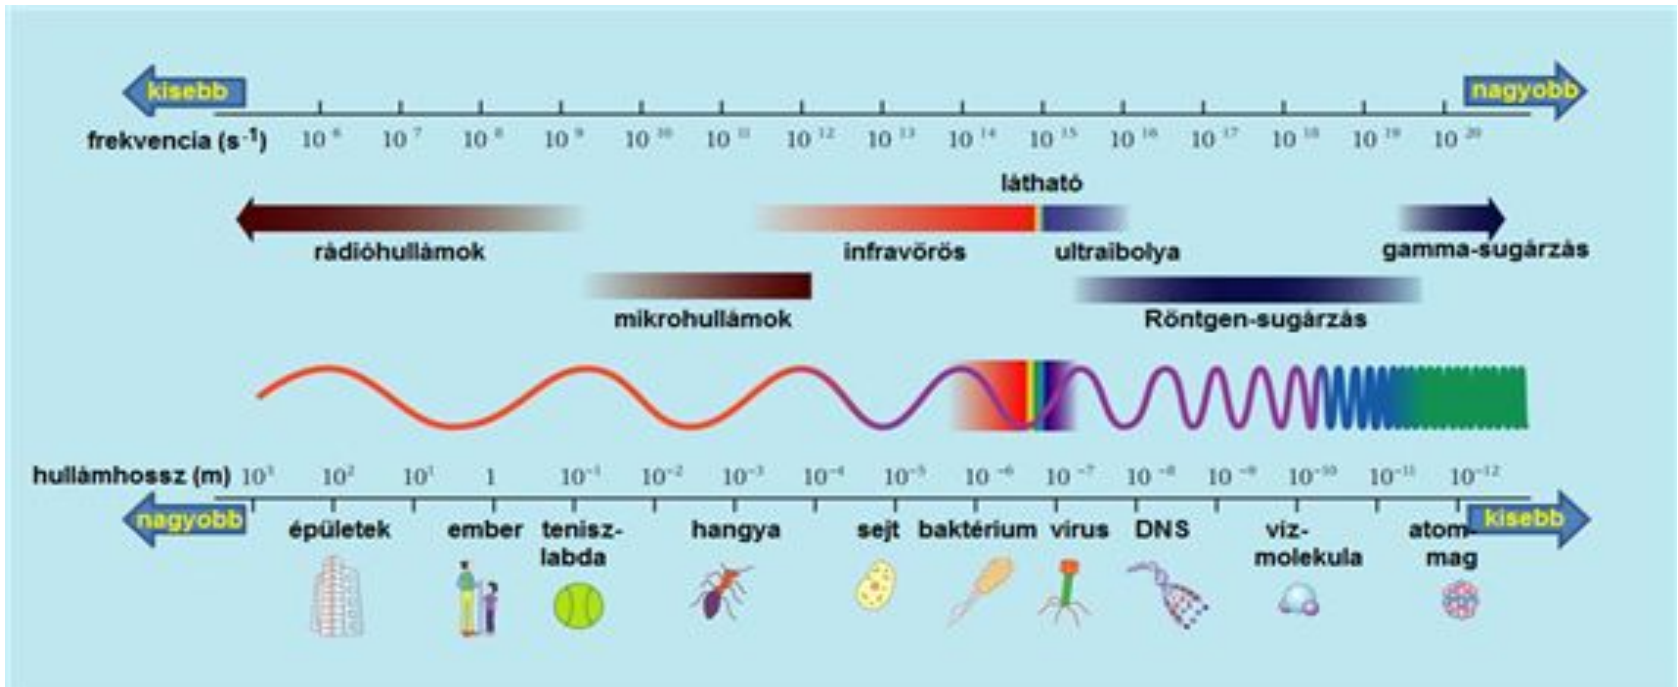 kisebb nagyobb
frekvencia (s⁻¹) 10⁶ 10⁷ 10⁸ 10⁹ 10¹⁰ 10¹¹ 10¹² 10¹³ 10¹⁴ 10¹⁵ 10¹⁶ 10¹⁷ 10¹⁸ 10¹⁹ 10²⁰
látható
rádióhullámok infravörös ultraibolya gamma-sugárzás
mikrohullámok Röntgen-sugárzás
hullámhossz (m) 10³ 10² 10¹ 1 10⁻¹ 10⁻² 10⁻³ 10⁻⁴ 10⁻⁵ 10⁻⁶ 10⁻⁷ 10⁻⁸ 10⁻⁹ 10⁻¹⁰ 10⁻¹¹ 10⁻¹²
nagyobb kisebb
épületek ember tenisz- hangya sejt baktérium vírus DNS víz- atom-
labda molekula mag